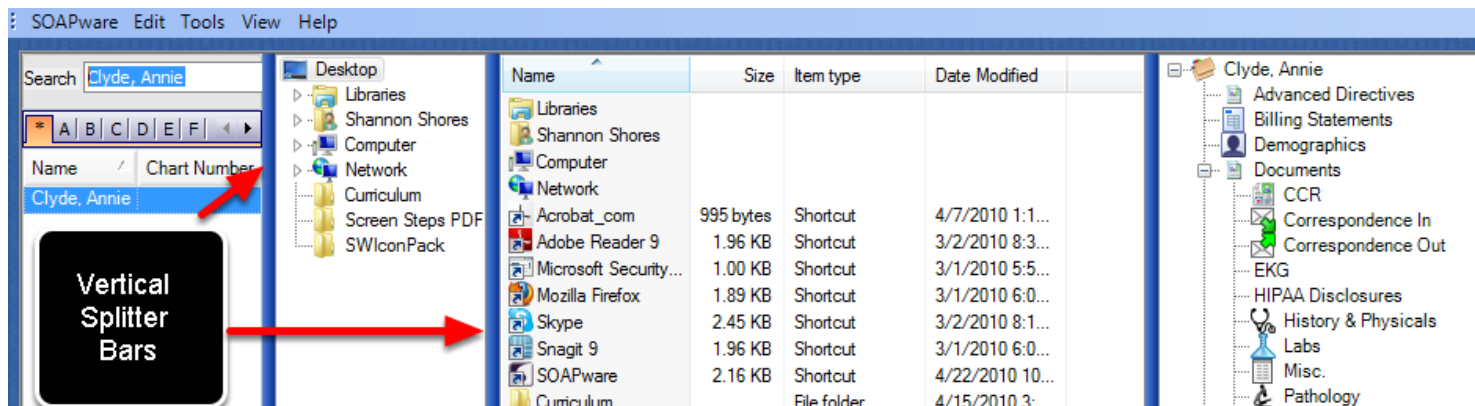 SOAPware Edit Tools View Help
Search Clyde, Annie
* A B C D E F
Name Chart Number
Clyde, Annie
Vertical
Splitter
Bars
Desktop
Libraries
Shannon Shores
Computer
Network
Curriculum
Screen Steps PDF
SWIconPack
Name Size Item type Date Modified
Libraries
Shannon Shores
Computer
Network
Acrobat_com 995 bytes Shortcut 4/7/2010 1:1...
Adobe Reader 9 1.96 KB Shortcut 3/2/2010 8:3...
Microsoft Security... 1.00 KB Shortcut 3/1/2010 5:5...
Mozilla Firefox 1.89 KB Shortcut 3/1/2010 6:0...
Skype 2.45 KB Shortcut 3/2/2010 8:1...
Snagit 9 1.96 KB Shortcut 3/1/2010 6:0...
SOAPware 2.16 KB Shortcut 4/22/2010 10...
Curriculum File folder 4/15/2010 3:
Clyde, Annie
Advanced Directives
Billing Statements
Demographics
Documents
CCR
Correspondence In
Correspondence Out
EKG
HIPAA Disclosures
History & Physicals
Labs
Misc.
Pathology